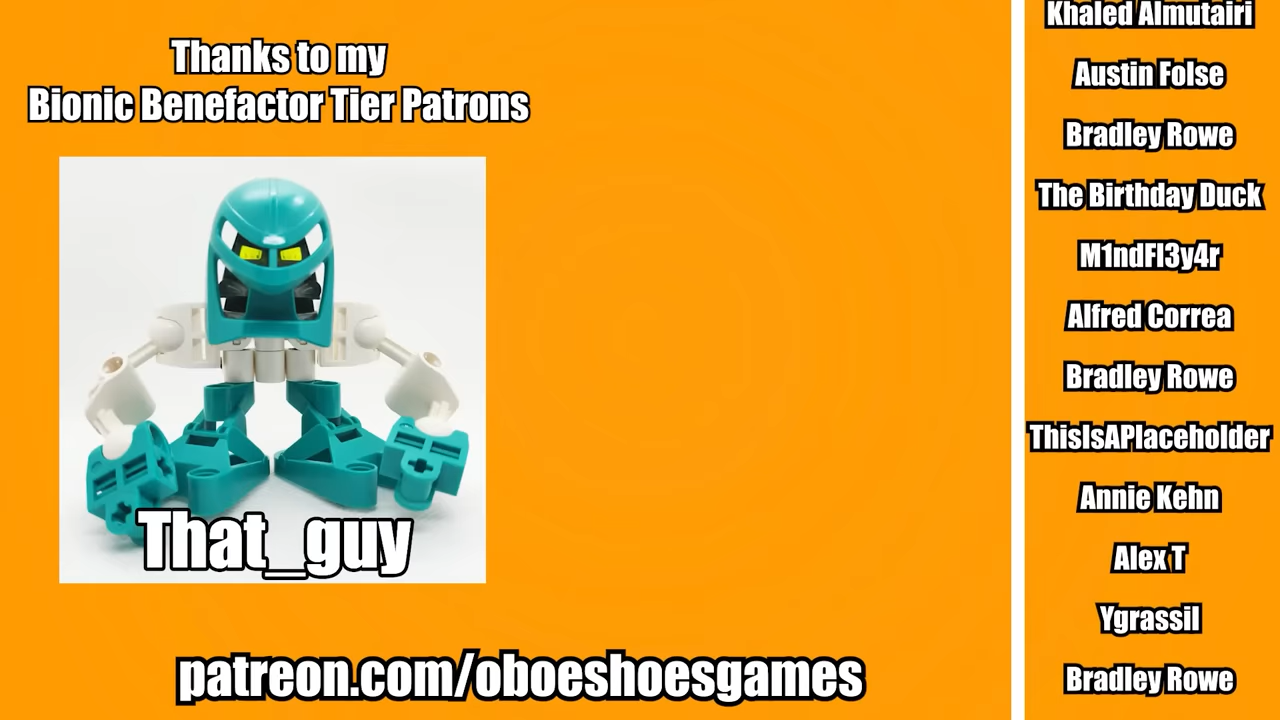 Thanks to my
Bionic Benefactor Tier Patrons
That_guy
patreon.com/oboeshoesgames
Khaled Almutairi
Austin Folse
Bradley Rowe
The Birthday Duck
M1ndFl3y4r
Alfred Correa
Bradley Rowe
ThisIsAPlaceholder
Annie Kehn
Alex T
Ygrassil
Bradley Rowe